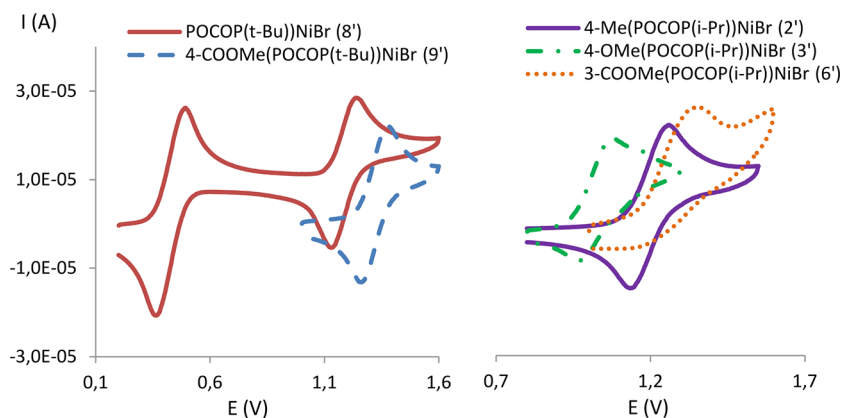 I (A)
POCOP(t-Bu))NiBr (8')
4-COOMe(POCOP(t-Bu))NiBr (9')
3,0E-05
1,0E-05
-1,0E-05
-3,0E-05
0,1
0,6
1,1
1,6
E (V)
4-Me(POCOP(i-Pr))NiBr (2')
4-OMe(POCOP(i-Pr))NiBr (3')
3-COOMe(POCOP(i-Pr))NiBr (6')
0,7
1,2
1,7
E (V)